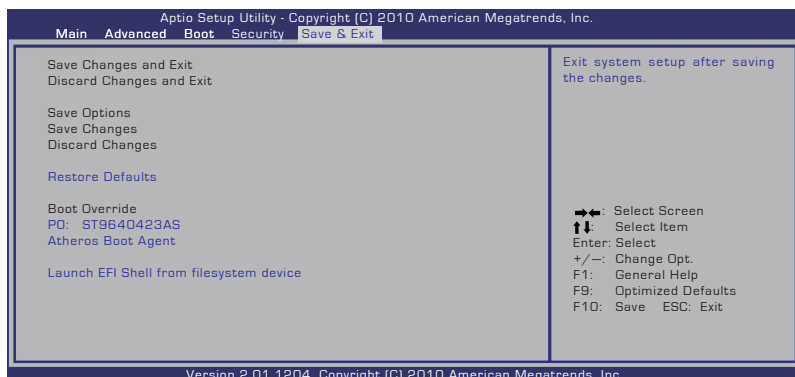 Aptio Setup Utility - Copyright (C) 2010 American Megatrends, Inc.
Main Advanced Boot Security Save & Exit
Save Changes and Exit
Discard Changes and Exit
Save Options
Save Changes
Discard Changes
Restore Defaults
Boot Override
P0: ST9640423AS
Atheros Boot Agent
Launch EFI Shell from filesystem device
Exit system setup after saving
the changes.
→←: Select Screen
↑↓: Select Item
Enter: Select
+/—: Change Opt.
F1: General Help
F9: Optimized Defaults
F10: Save ESC: Exit
Version 2.01.1204. Copyright (C) 2010 American Megatrends, Inc.